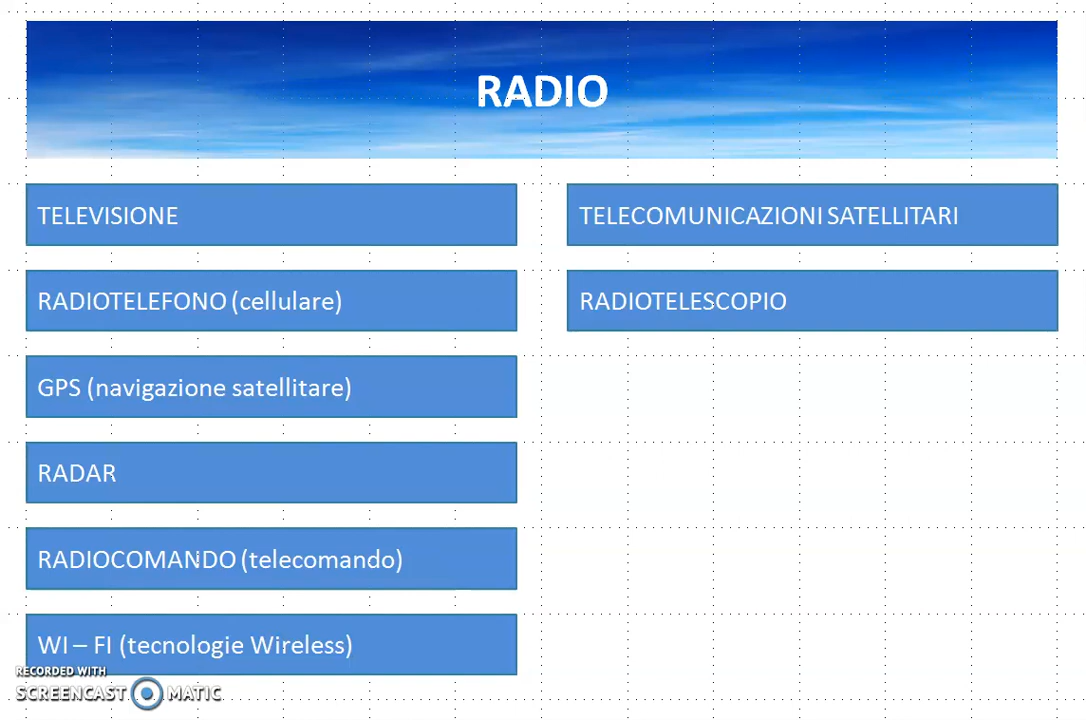 RADIO
TELEVISIONE
RADIOTELEFONO (cellulare)
GPS (navigazione satellitare)
RADAR
RADIOCOMANDO (telecomando)
WI – FI (tecnologie Wireless)
TELECOMUNICAZIONI SATELLITARI
RADIOTELESCOPIO
RECORDED WITH
SCREENCAST MATIC